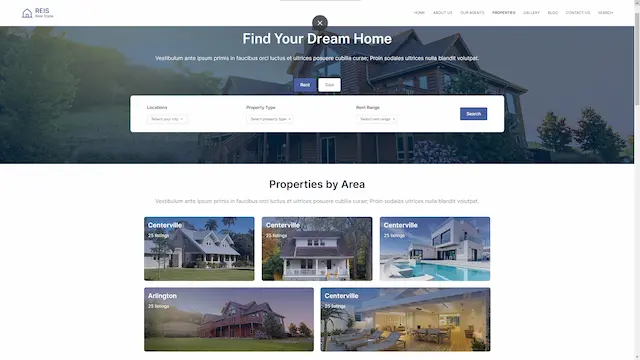 REIS
Real Estate
HOME ABOUT US OUR AGENTS PROPERTIES GALLERY BLOG CONTACT US SEARCH
Find Your Dream Home
Vestibulum ante ipsum primis in faucibus orci luctus et ultrices posuere cubilia curae; Proin sodales ultrices nulla blandit volutpat.
Rent Sale
Locations Property Type Rent Range
Select your city Select property type Select rent range Search
Properties by Area
Vestibulum ante ipsum primis in faucibus orci luctus et ultrices posuere cubilia curae; Proin sodales ultrices nulla blandit volutpat.
Centerville Centerville Centerville
25 listings 25 listings 25 listings
Arlington Centerville
25 listings 25 listings